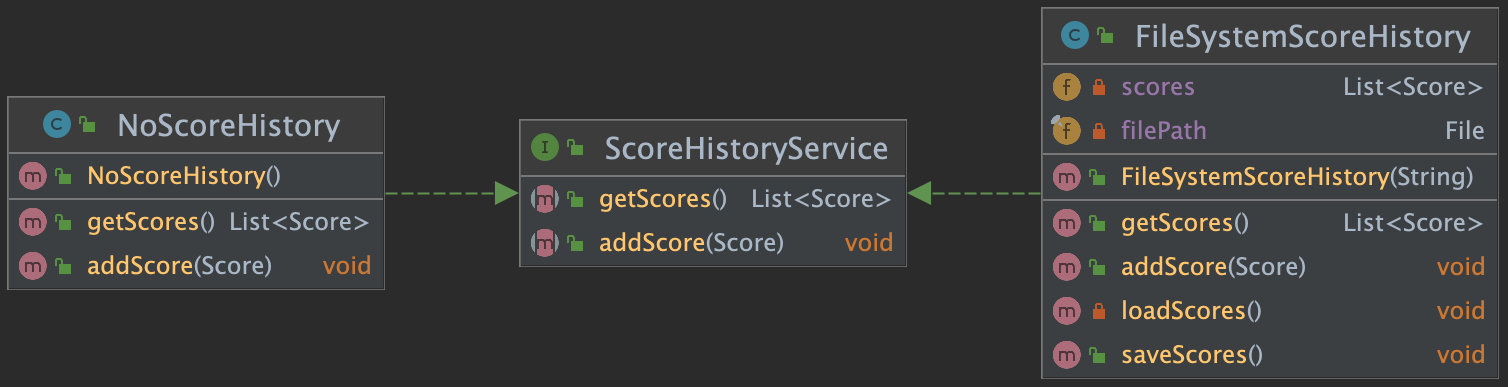 NoScoreHistory
NoScoreHistory()
getScores() List<Score>
addScore(Score) void
ScoreHistoryService
getScores() List<Score>
addScore(Score) void
FileSystemScoreHistory
scores List<Score>
filePath File
FileSystemScoreHistory(String)
getScores() List<Score>
addScore(Score) void
loadScores() void
saveScores() void